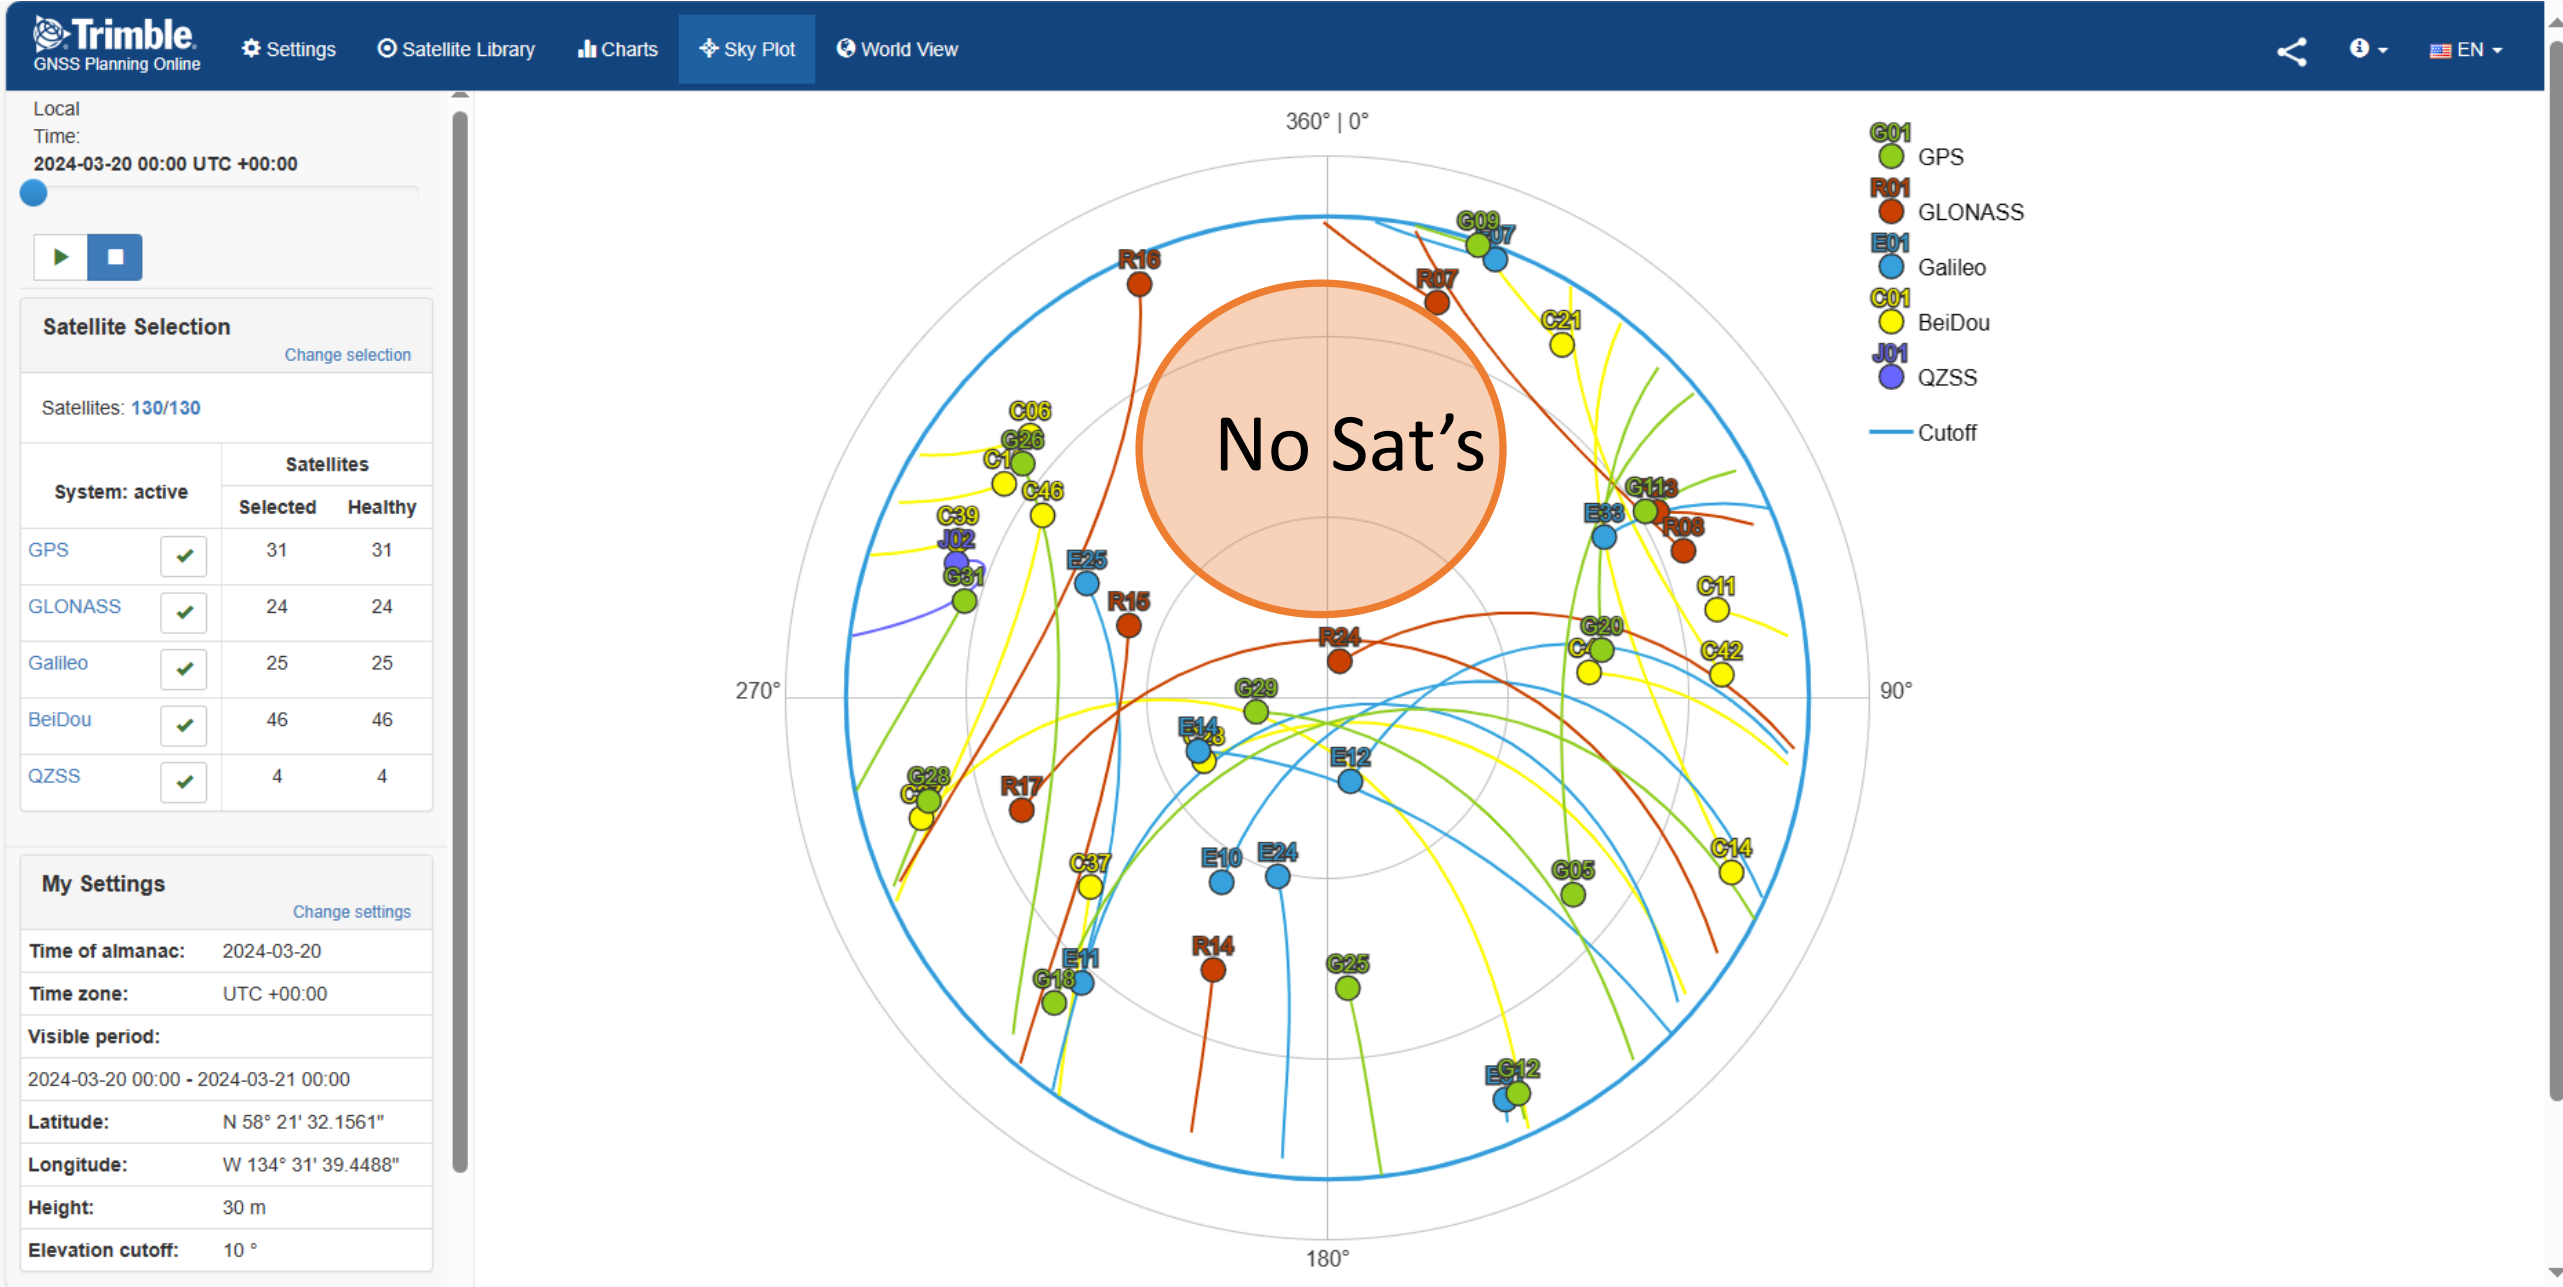 Trimble.
GNSS Planning Online
Settings
Satellite Library
Charts
Sky Plot
World View
EN
Local
Time:
2024-03-20 00:00 UTC +00:00
Satellite Selection
Change selection
Satellites: 130/130
System: active
Satellites
Selected Healthy
GPS 31 31
GLONASS 24 24
Galileo 25 25
BeiDou 46 46
QZSS 4 4
My Settings
Change settings
Time of almanac: 2024-03-20
Time zone: UTC +00:00
Visible period:
2024-03-20 00:00 - 2024-03-21 00:00
Latitude: N 58° 21' 32.1561"
Longitude: W 134° 31' 39.4488"
Height: 30 m
Elevation cutoff: 10 °
360° | 0°
G09
R16
R07
C21
C06
G26
No Sat's
C46
G11
C39
E33
R08
J02
E25
G31
C11
R15
G20
R24
C42
G29
270°
90°
E14
E12
G28
R17
C14
E10
E24
C37
G05
R14
E11
G25
G18
G12
180°
G01
GPS
R01
GLONASS
E01
Galileo
C01
BeiDou
J01
QZSS
Cutoff